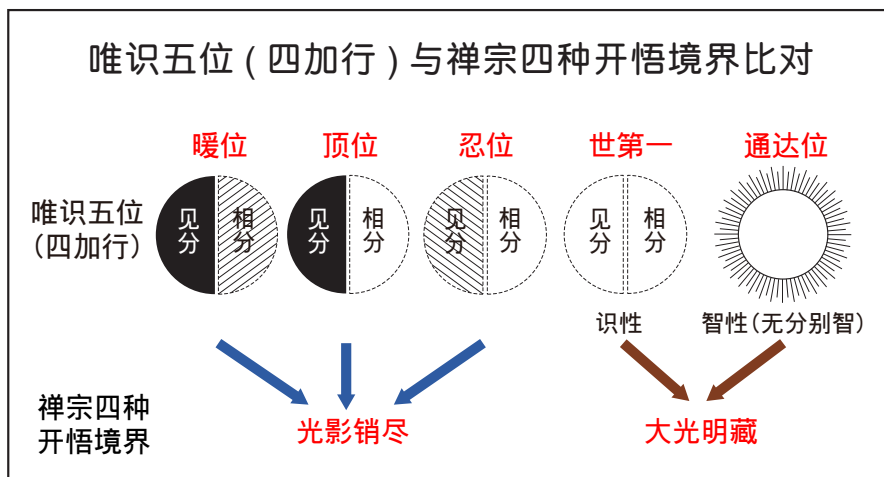 唯识五位(四加行)与禅宗四种开悟境界比对
暖位 顶位 忍位 世第一 通达位
唯识五位
(四加行)
见分 相分 见分 相分 见分 相分 见分 相分
识性 智性(无分别智)
禅宗四种
开悟境界
光影销尽 大光明藏